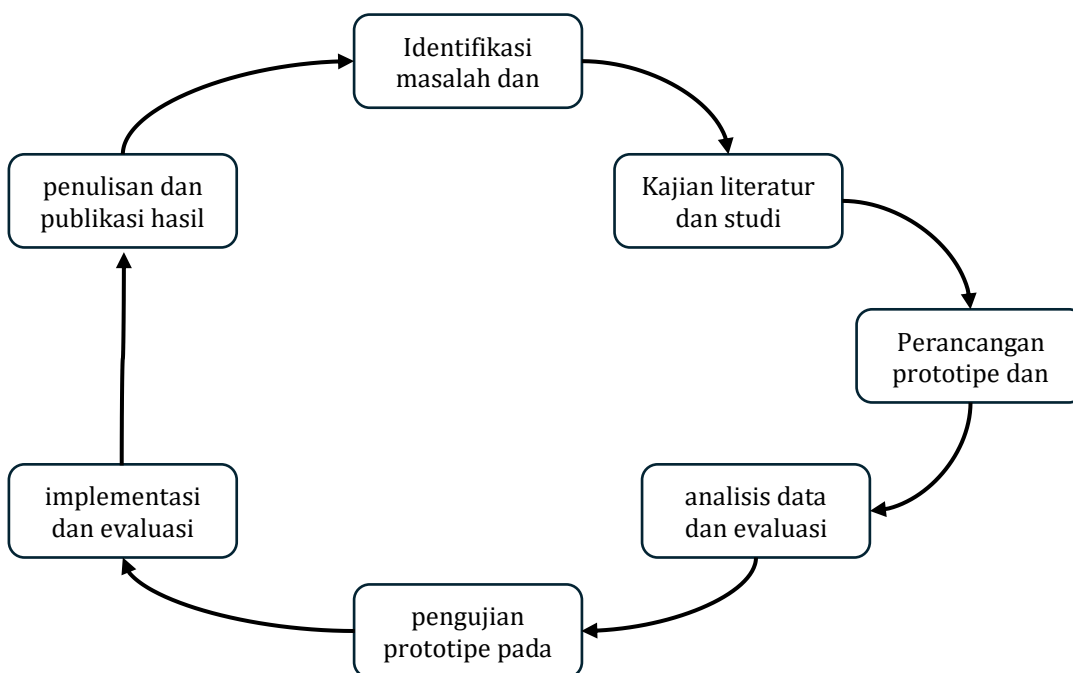 Identifikasi
masalah dan
Kajian literatur
dan studi
Perancangan
prototipe dan
analisis data
dan evaluasi
pengujian
prototipe pada
implementasi
dan evaluasi
penulisan dan
publikasi hasil